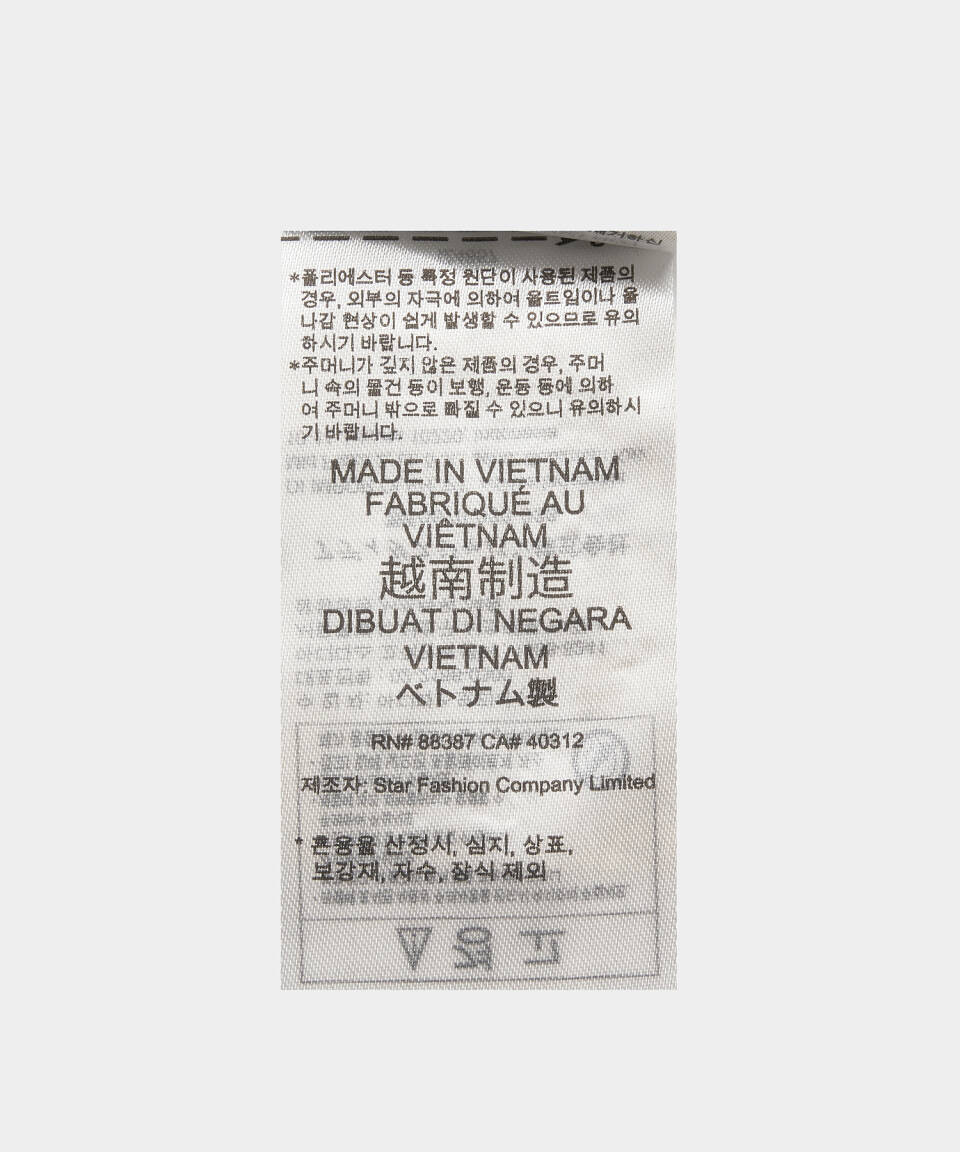 *폴리에스터 등 특정 원단이 사용된 제품의
경우, 외부의 자극에 의하여 올트임이나 올
나감 현상이 쉽게 발생할 수 있으므로 유의
하시기 바랍니다.
*주머니가 깊지 않은 제품의 경우, 주머
니 속의 물건 등이 보행, 운동 등에 의하
여 주머니 밖으로 빠질 수 있으니 유의하시
기 바랍니다.
MADE IN VIETNAM
FABRIQUÉ AU
VIÊTNAM
越南制造
DIBUAT DI NEGARA
VIETNAM
ベトナム製
RN# 88387 CA# 40312
제조자: Star Fashion Company Limited
* 혼용율 산정시, 심지, 상표,
보강재, 자수, 장식 제외